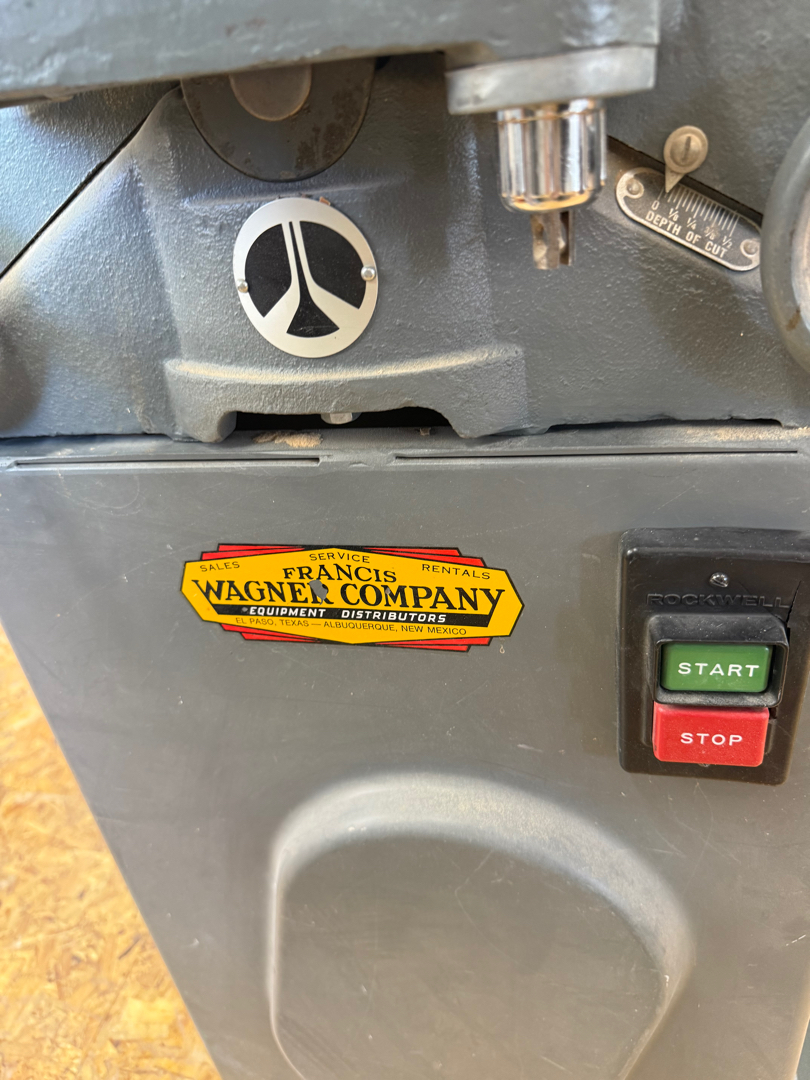 0 1/8 1/4 3/8 1/2
DEPTH OF CUT
SALES SERVICE RENTALS
FRANCIS
WAGNER COMPANY
EQUIPMENT DISTRIBUTORS
EL PASO, TEXAS — ALBUQUERQUE, NEW MEXICO
ROCKWELL
START
STOP